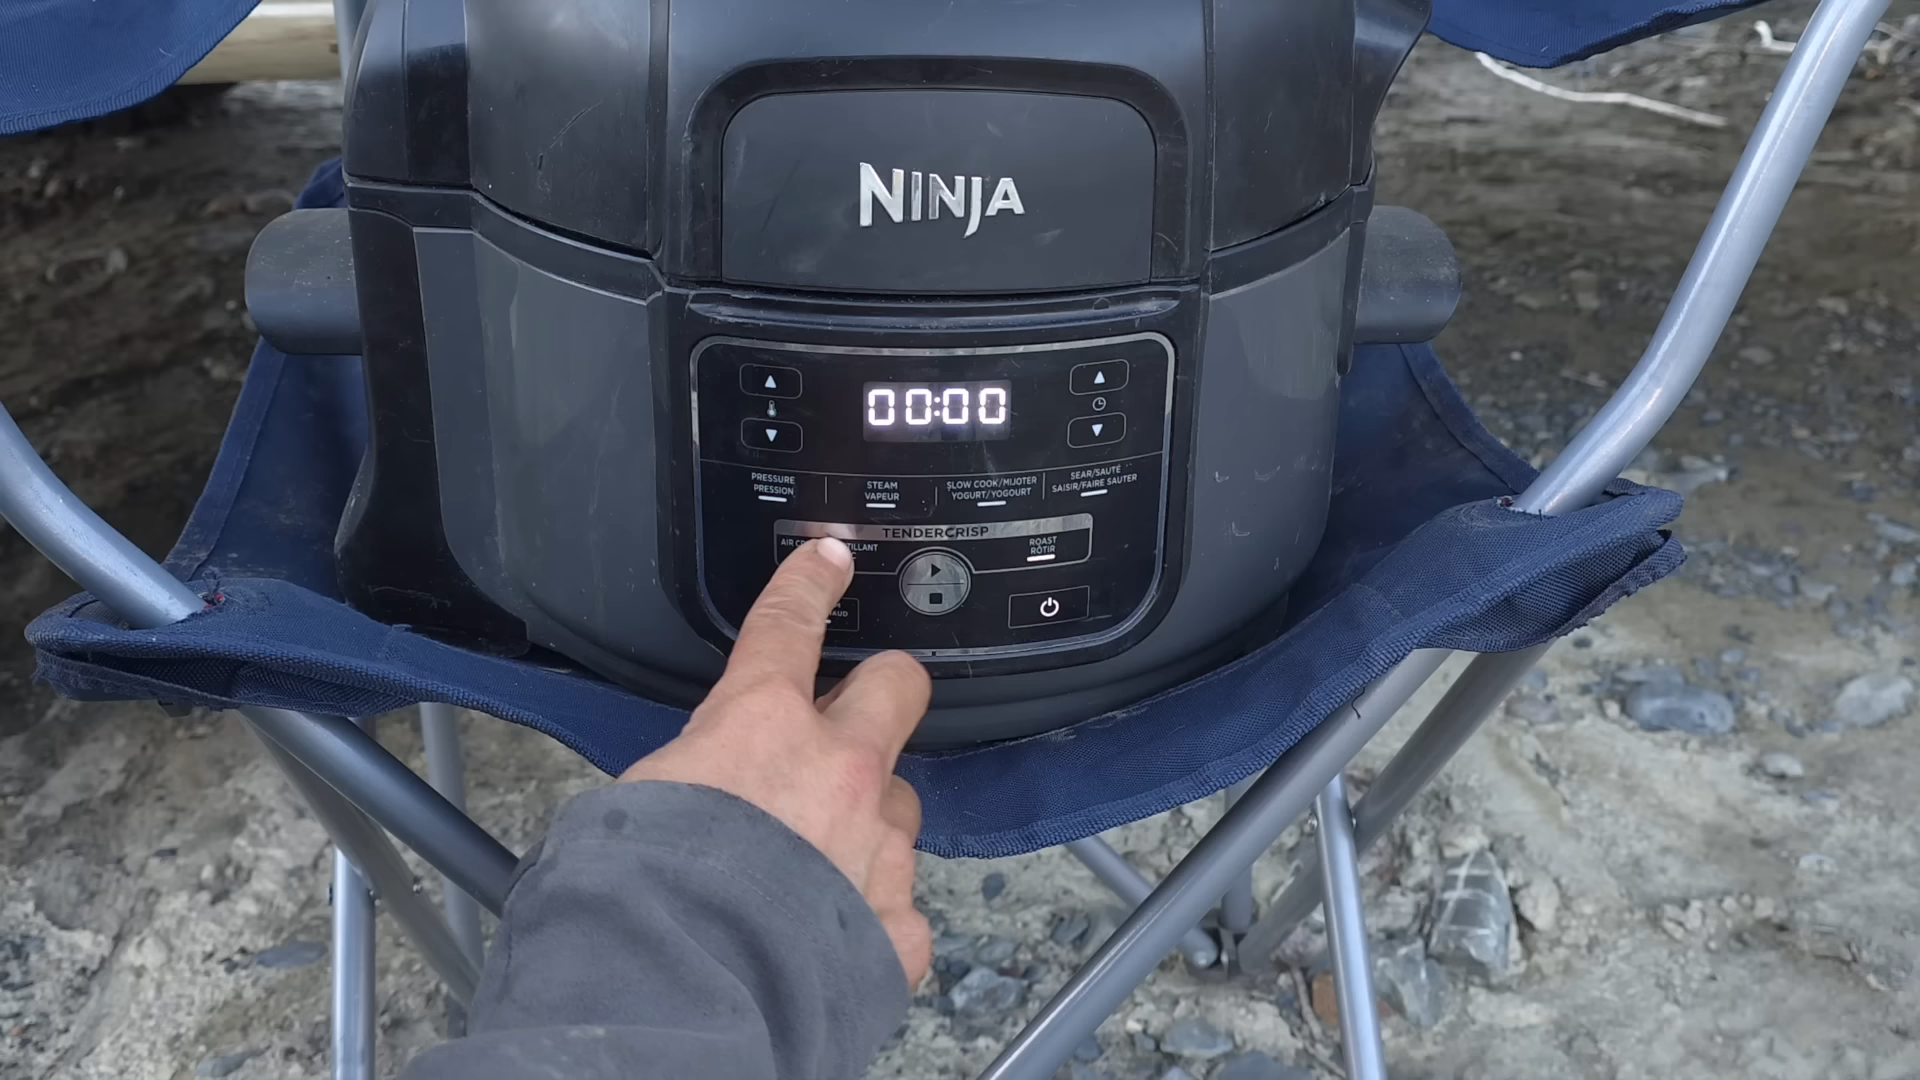 NINJA
00:00
PRESSURE
PRESSION
STEAM
VAPEUR
SLOW COOK/MIJOTER
YOGURT/YOGOURT
SEAR/SAUTÉ
SAISIR/FAIRE SAUTER
TENDERCRISP
AIR
ROAST
RÔTIR